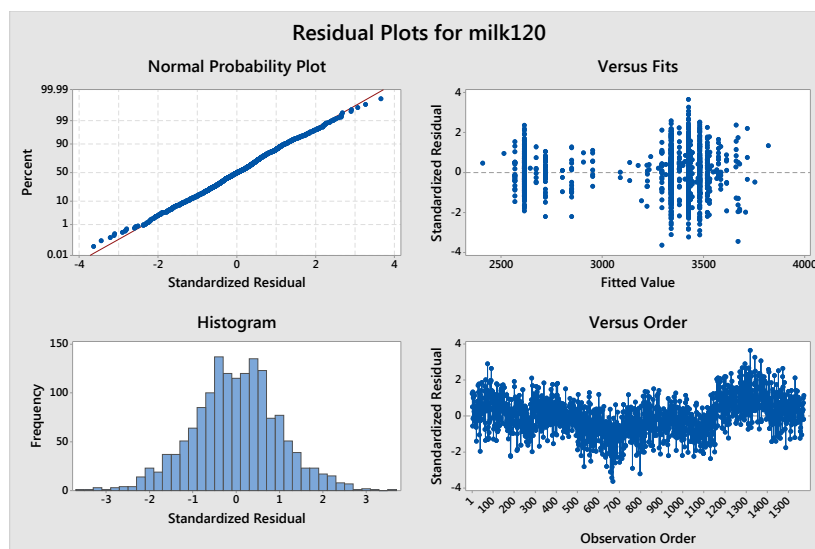 Residual Plots for milk120
Normal Probability Plot
99.99
99
90
50
10
1
0.01
Percent
-4 -2 0 2 4
Standardized Residual
Versus Fits
4
2
0
-2
-4
Standardized Residual
2500 3000 3500 4000
Fitted Value
Histogram
150
100
50
0
Frequency
-3 -2 -1 0 1 2 3
Standardized Residual
Versus Order
4
2
0
-2
-4
Standardized Residual
1 100 200 300 400 500 600 700 800 900 1000 1100 1200 1300 1400 1500
Observation Order